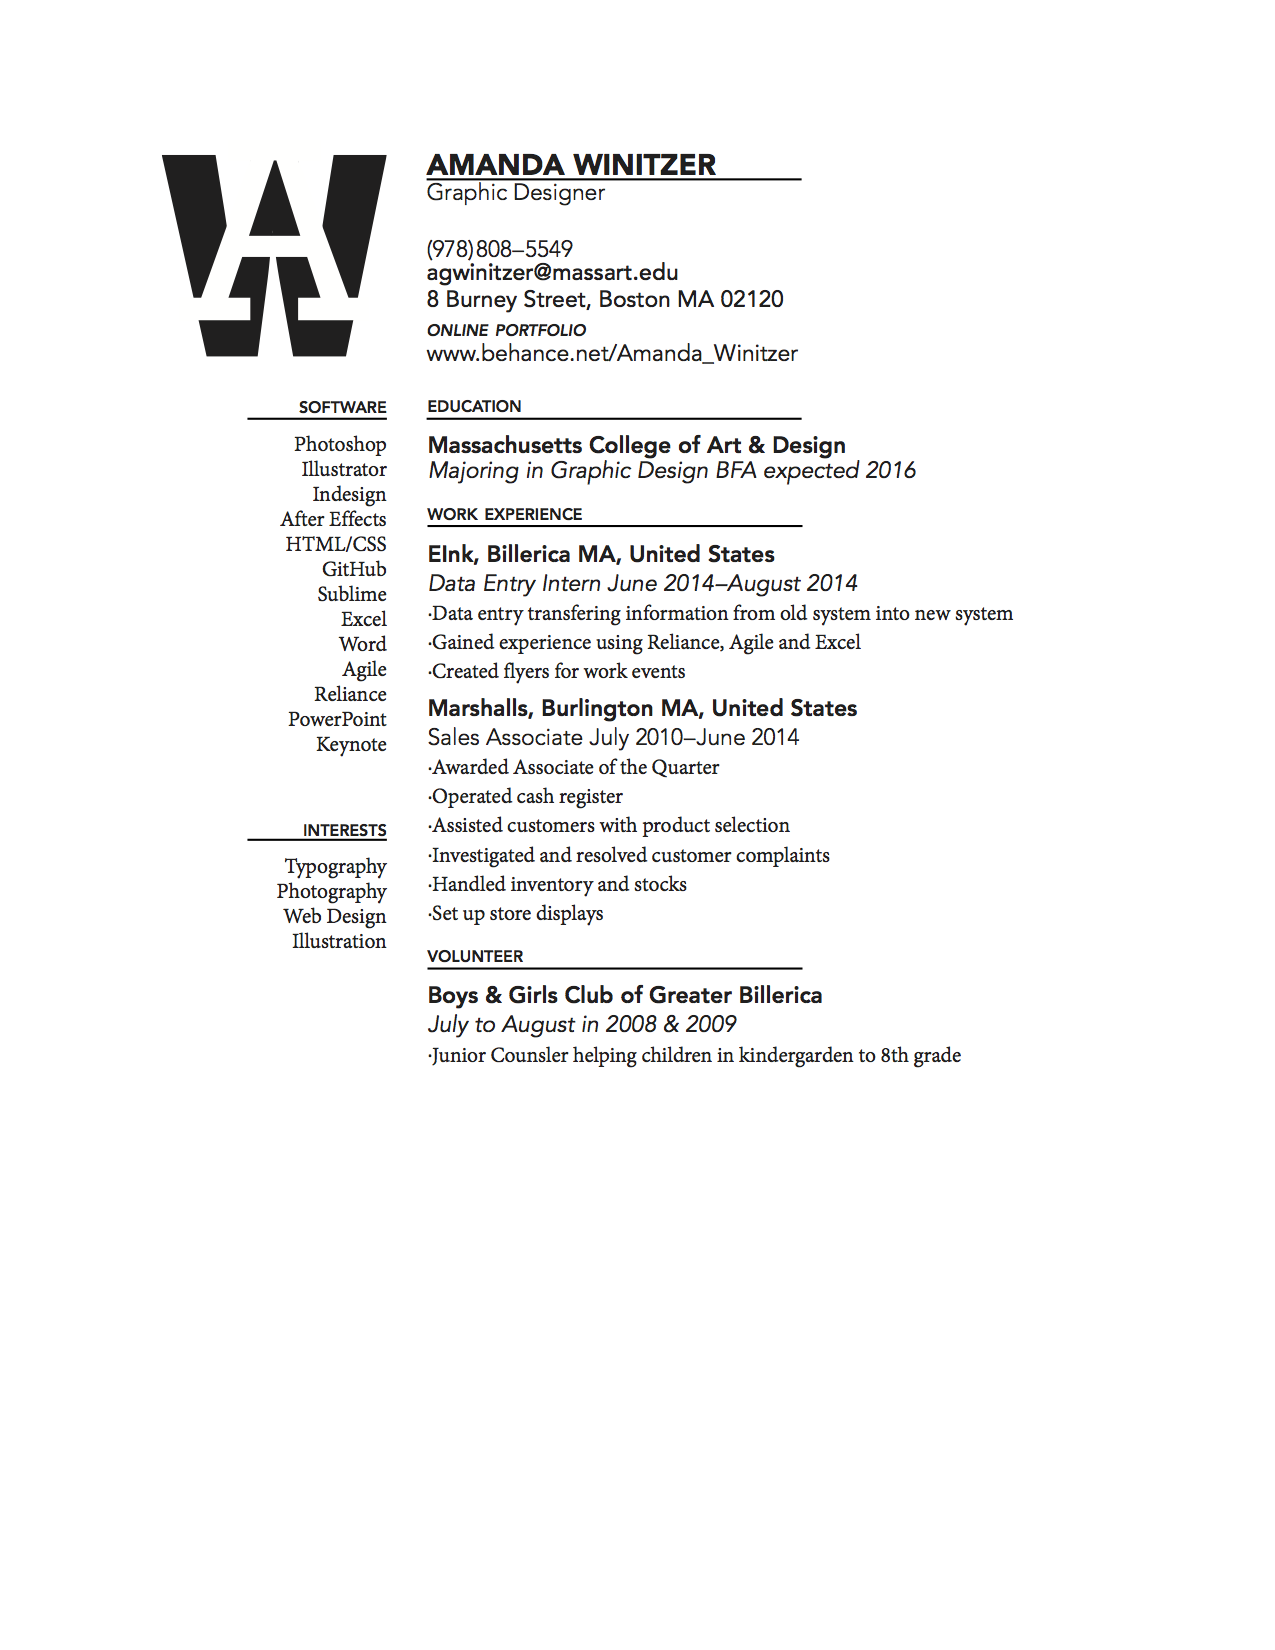 AMANDA WINITZER
Graphic Designer
(978)808–5549
agwinitzer@massart.edu
8 Burney Street, Boston MA 02120
ONLINE PORTFOLIO
www.behance.net/Amanda_Winitzer
SOFTWARE
Photoshop
Illustrator
Indesign
After Effects
HTML/CSS
GitHub
Sublime
Excel
Word
Agile
Reliance
PowerPoint
Keynote
INTERESTS
Typography
Photography
Web Design
Illustration
EDUCATION
Massachusetts College of Art & Design
Majoring in Graphic Design BFA expected 2016
WORK EXPERIENCE
EInk, Billerica MA, United States
Data Entry Intern June 2014–August 2014
·Data entry transfering information from old system into new system
·Gained experience using Reliance, Agile and Excel
·Created flyers for work events
Marshalls, Burlington MA, United States
Sales Associate July 2010–June 2014
·Awarded Associate of the Quarter
·Operated cash register
·Assisted customers with product selection
·Investigated and resolved customer complaints
·Handled inventory and stocks
·Set up store displays
VOLUNTEER
Boys & Girls Club of Greater Billerica
July to August in 2008 & 2009
·Junior Counsler helping children in kindergarden to 8th grade